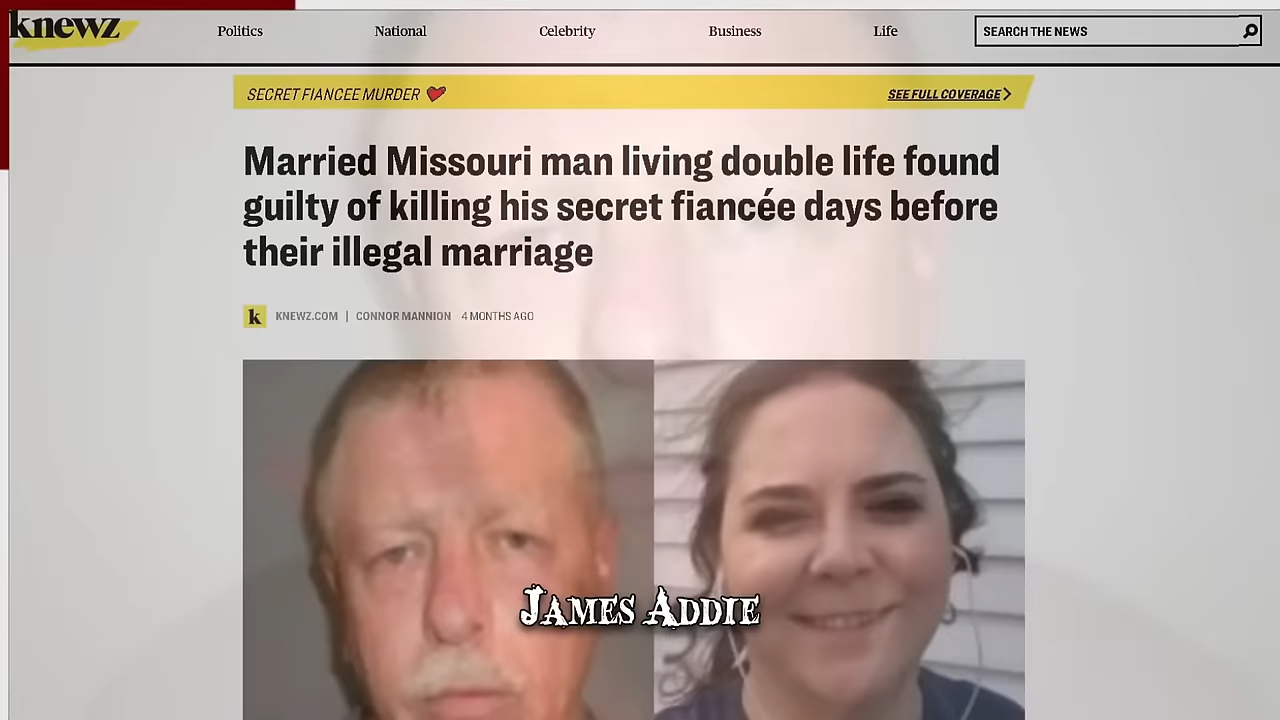 knewz
Politics
National
Celebrity
Business
Life
SEARCH THE NEWS
SECRET FIANCEE MURDER
SEE FULL COVERAGE
Married Missouri man living double life found
guilty of killing his secret fiancée days before
their illegal marriage
k KNEWZ.COM | CONNOR MANNION 4 MONTHS AGO
JAMES ADDIE